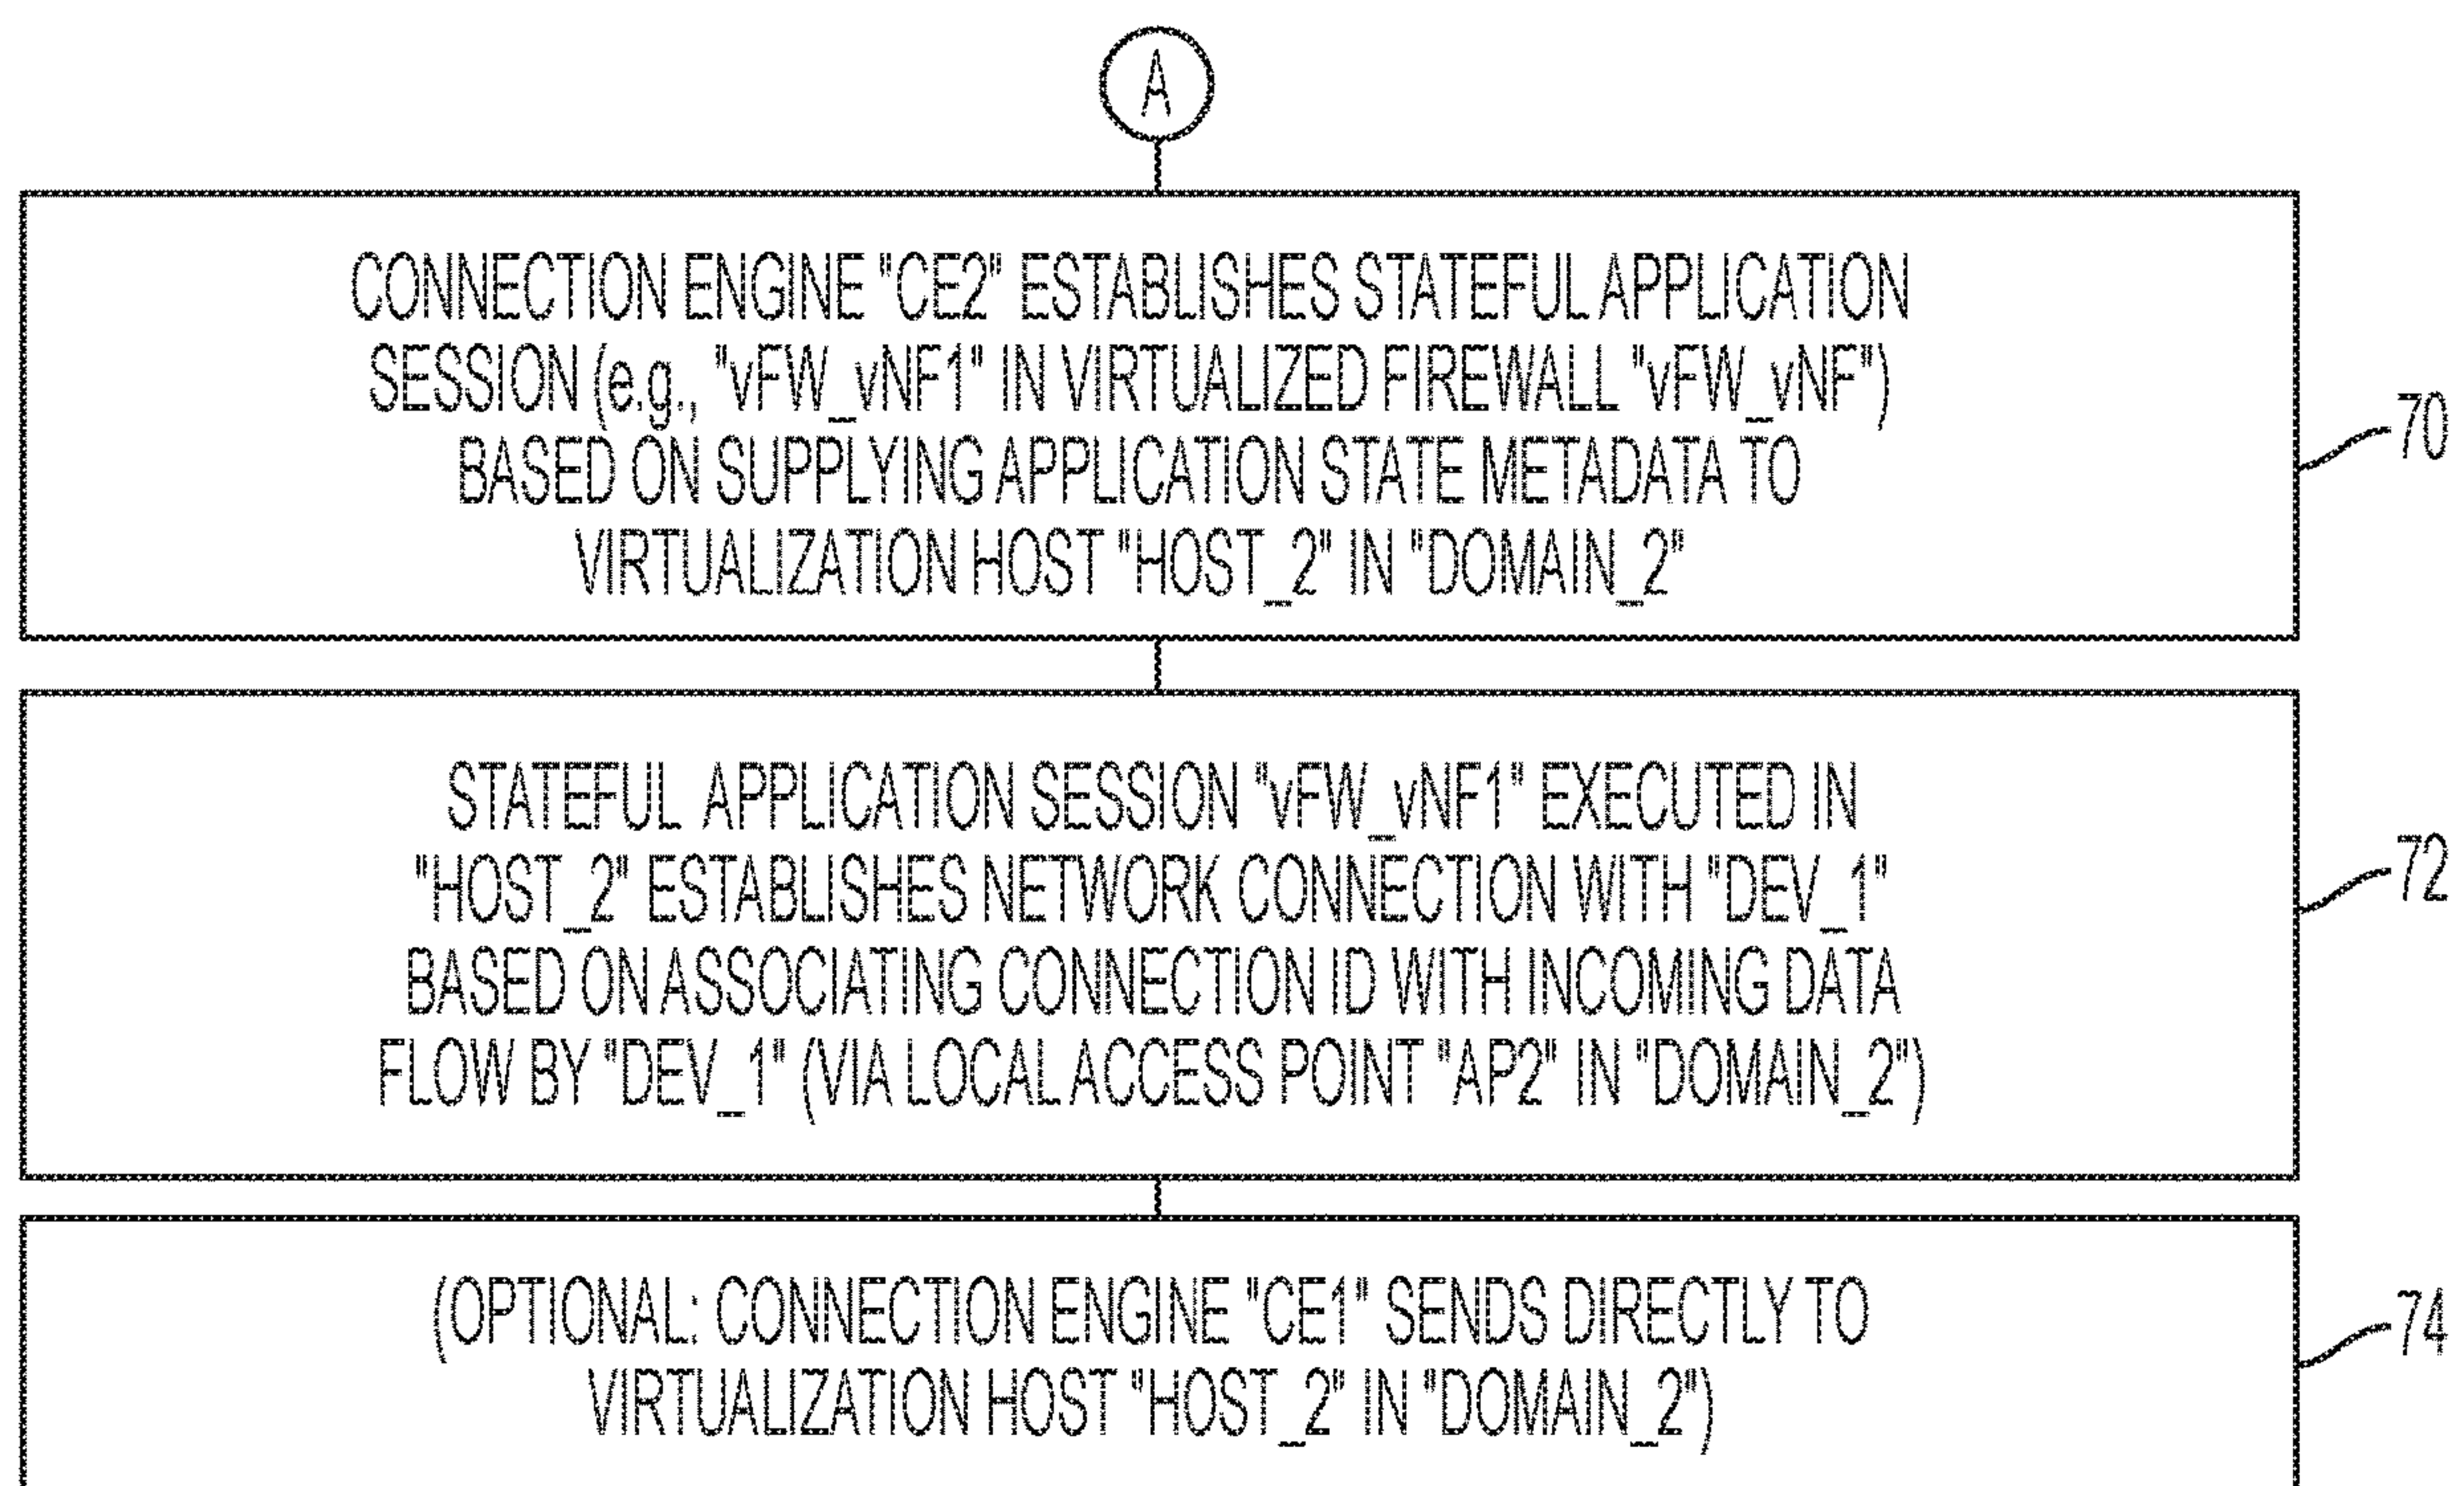 A
CONNECTION ENGINE "CE2" ESTABLISHES STATEFUL APPLICATION
SESSION (e.g., "vFW_vNF1" IN VIRTUALIZED FIREWALL "vFW_vNF")
BASED ON SUPPLYING APPLICATION STATE METADATA TO
VIRTUALIZATION HOST "HOST_2" IN "DOMAIN_2"
70
STATEFUL APPLICATION SESSION "vFW_vNF1" EXECUTED IN
"HOST_2" ESTABLISHES NETWORK CONNECTION WITH "DEV_1"
BASED ON ASSOCIATING CONNECTION ID WITH INCOMING DATA
FLOW BY "DEV_1" (VIA LOCAL ACCESS POINT "AP2" IN "DOMAIN_2")
72
(OPTIONAL: CONNECTION ENGINE "CE1" SENDS DIRECTLY TO
VIRTUALIZATION HOST "HOST_2" IN "DOMAIN_2")
74